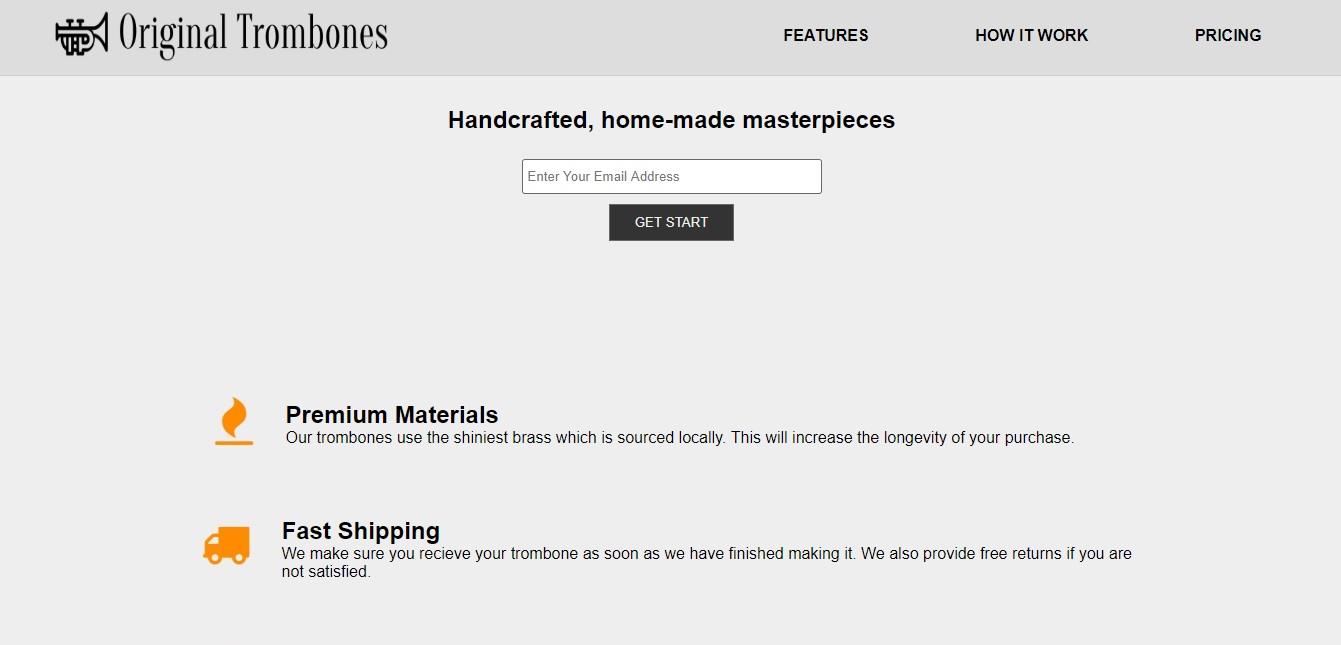 Original Trombones
FEATURES
HOW IT WORK
PRICING
Handcrafted, home-made masterpieces
Enter Your Email Address
GET START
Premium Materials
Our trombones use the shiniest brass which is sourced locally. This will increase the longevity of your purchase.
Fast Shipping
We make sure you recieve your trombone as soon as we have finished making it. We also provide free returns if you are
not satisfied.